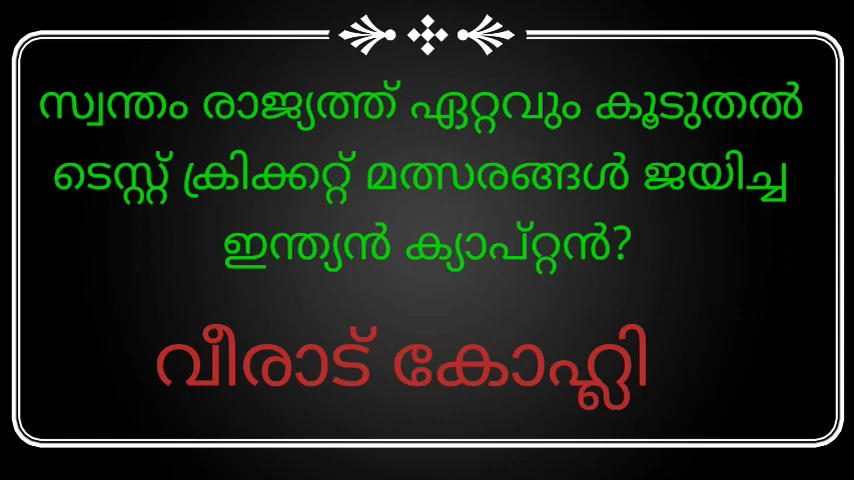 സ്വന്തം രാജ്യത്ത് ഏറ്റവും കൂടുതൽ
ടെസ്റ്റ് ക്രിക്കറ്റ് മത്സരങ്ങൾ ജയിച്ച
ഇന്ത്യൻ ക്യാപ്റ്റൻ?
വീരാട് കോഹ്ലി